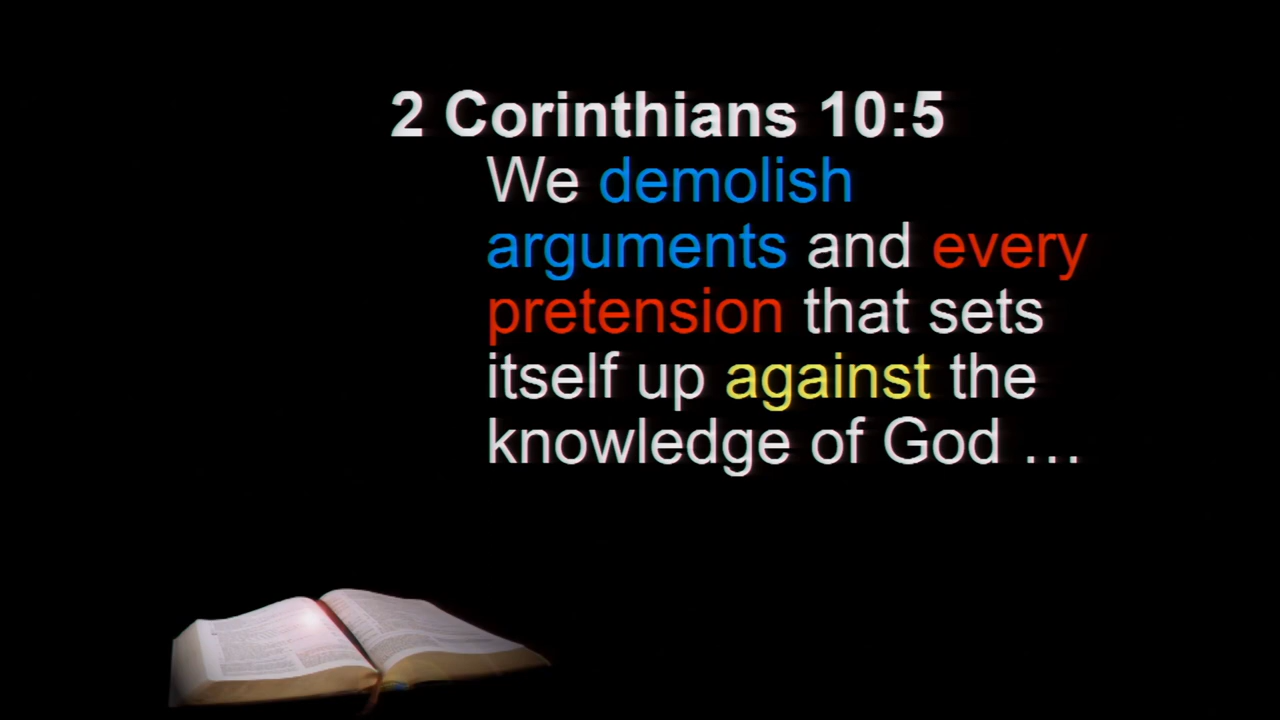 2 Corinthians 10:5
We demolish
arguments and every
pretension that sets
itself up against the
knowledge of God …